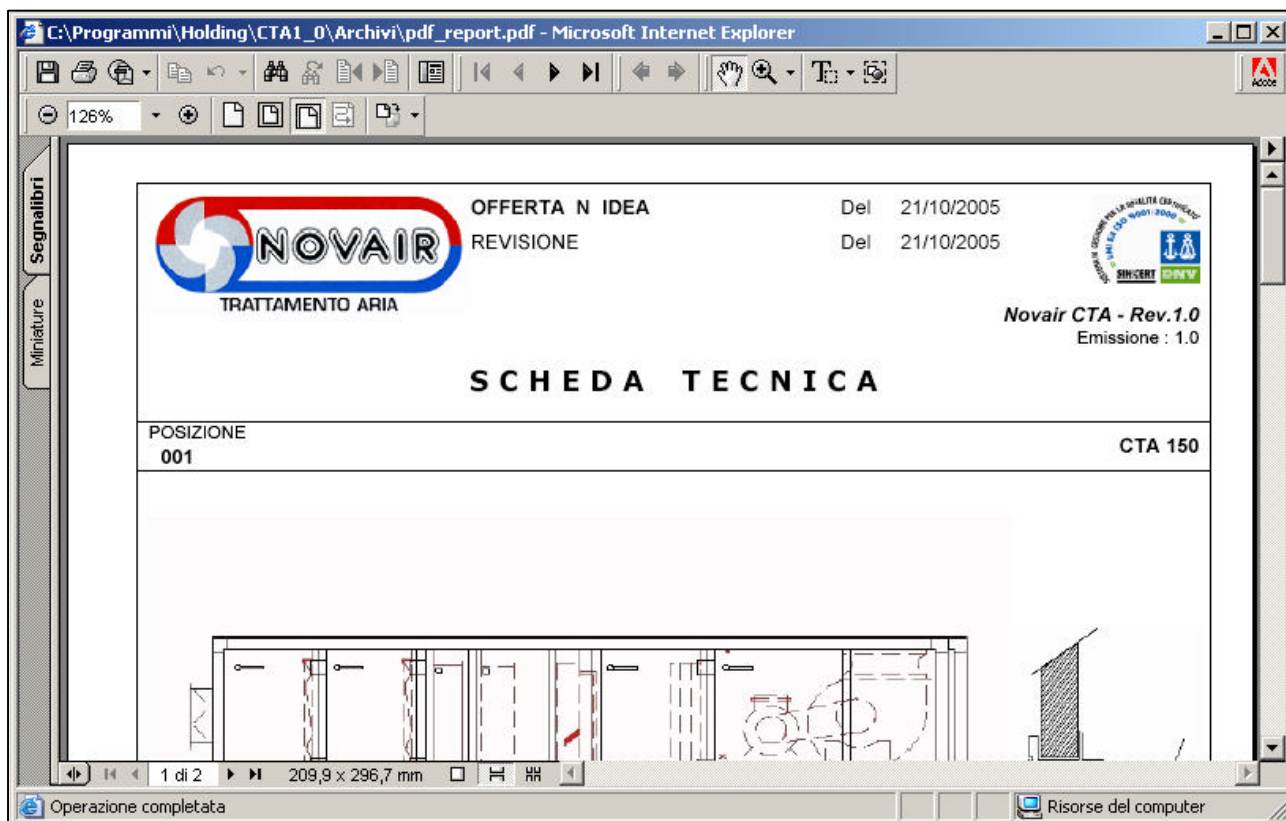 C:\Programmi\Holding\CTA1_0\Archivi\pdf_report.pdf - Microsoft Internet Explorer
Adobe
126%
Segnalibri
Miniature
NOVAIR
TRATTAMENTO ARIA
OFFERTA N IDEA Del 21/10/2005
REVISIONE Del 21/10/2005
SINCERT DNV
Novair CTA - Rev.1.0
Emissione : 1.0
SCHEDA TECNICA
POSIZIONE
001
CTA 150
1 di 2
209,9 x 296,7 mm
Operazione completata
Risorse del computer